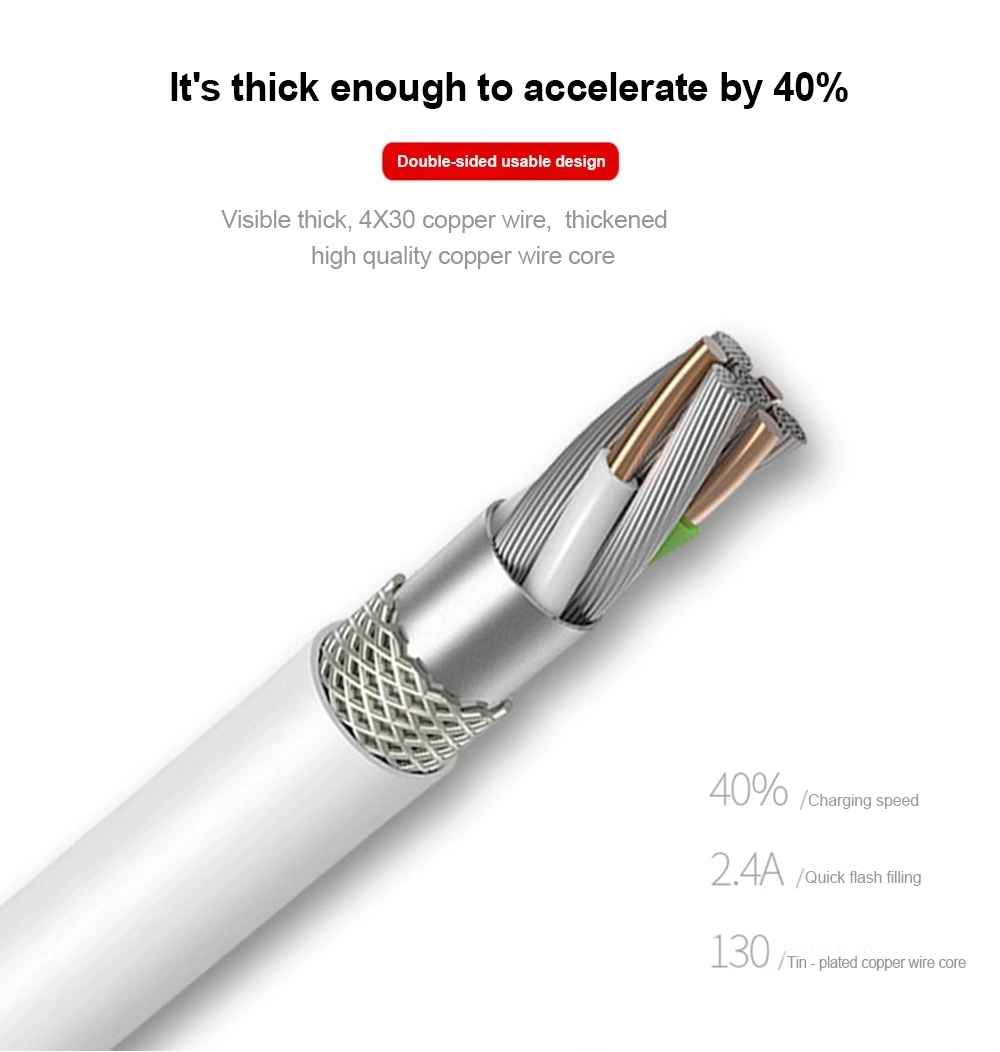 It's thick enough to accelerate by 40%
Double-sided usable design
Visible thick, 4X30 copper wire,  thickened
high quality copper wire core
40% /Charging speed
2.4A /Quick flash filling
130 /Tin - plated copper wire core